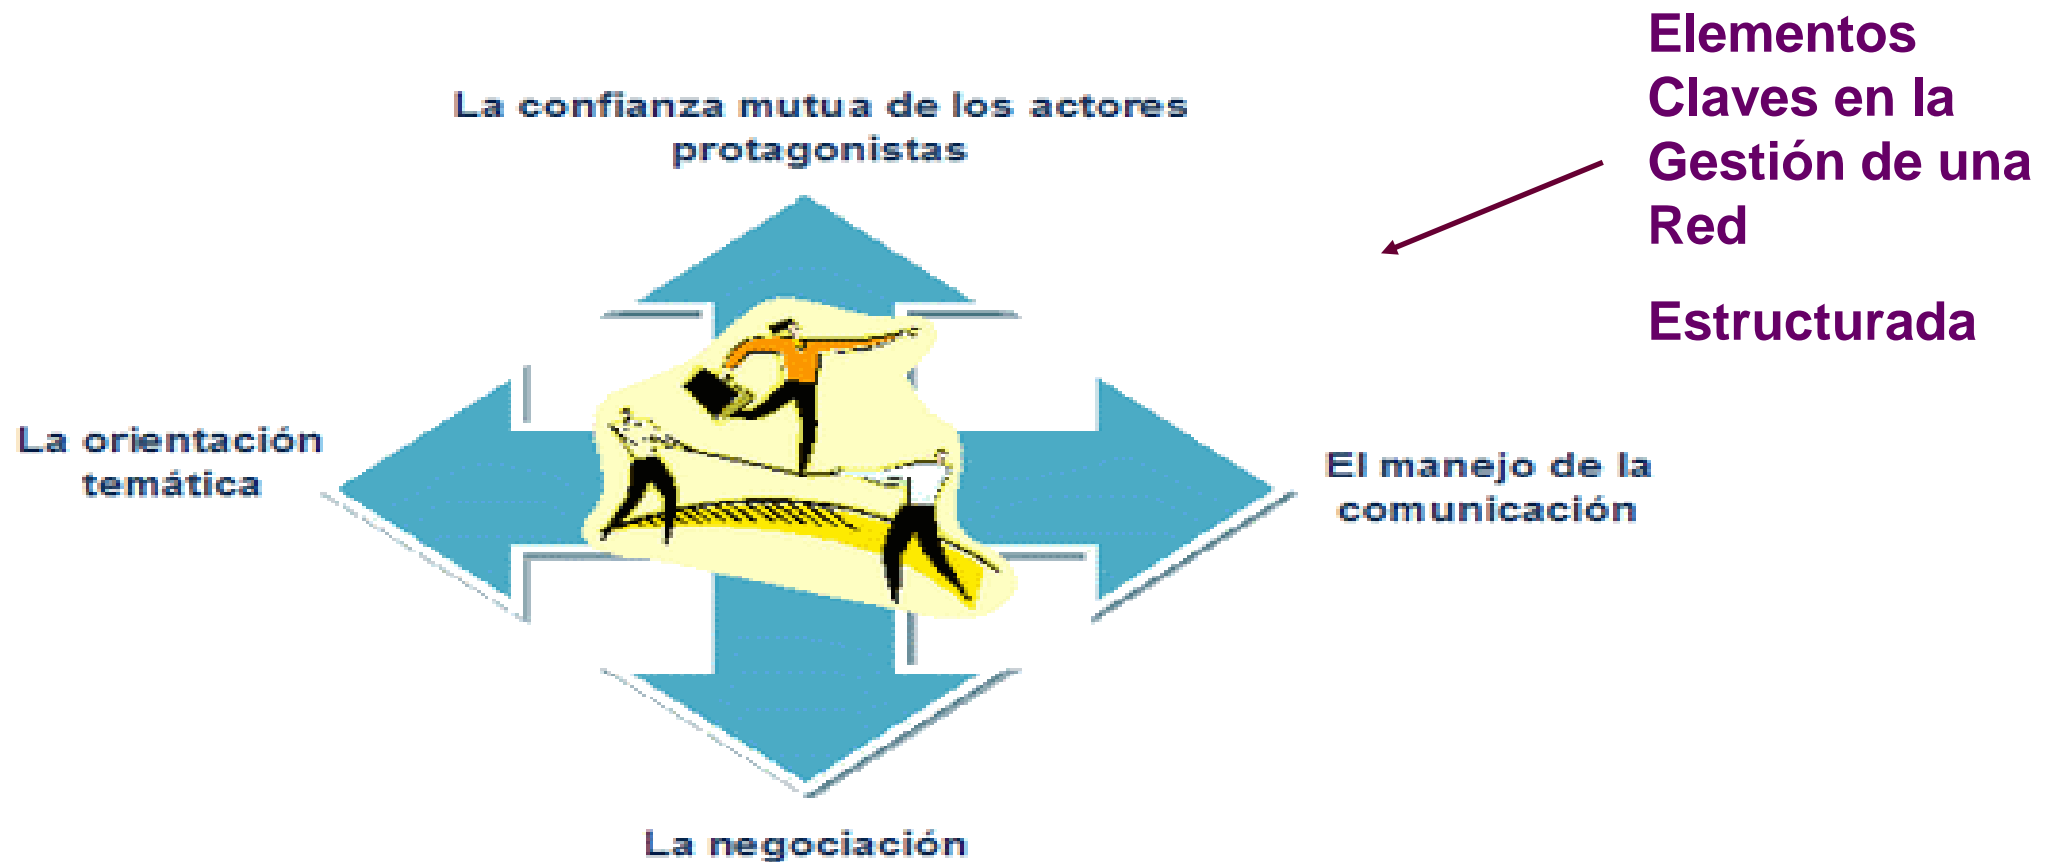 Elementos
Claves en la
Gestión de una
Red
Estructurada
La confianza mutua de los actores
protagonistas
La orientación
temática
El manejo de la
comunicación
La negociación